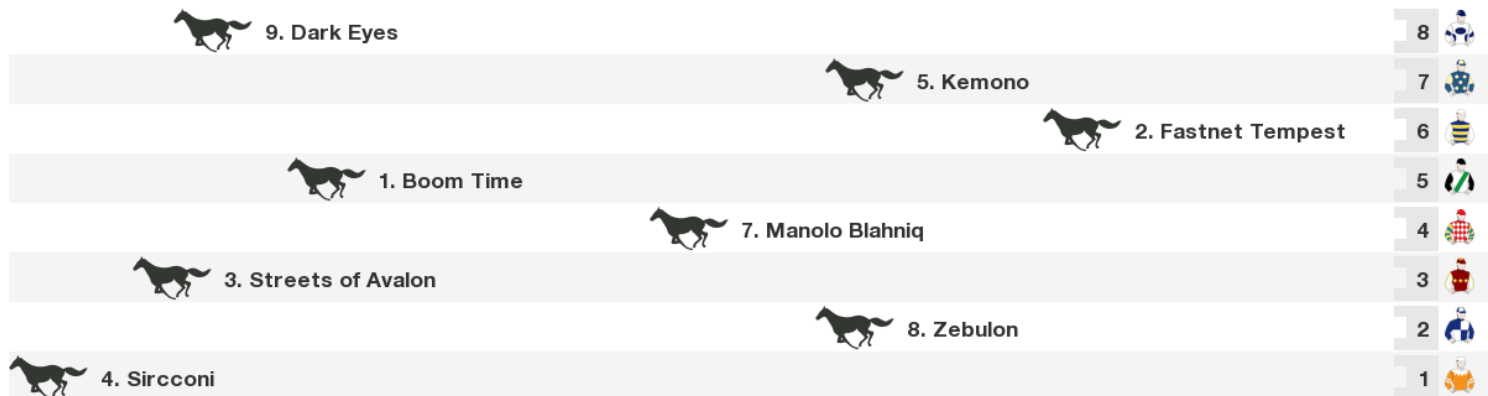 9. Dark Eyes 8
5. Kemono 7
2. Fastnet Tempest 6
1. Boom Time 5
7. Manolo Blahniq 4
3. Streets of Avalon 3
8. Zebulon 2
4. Sircconi 1